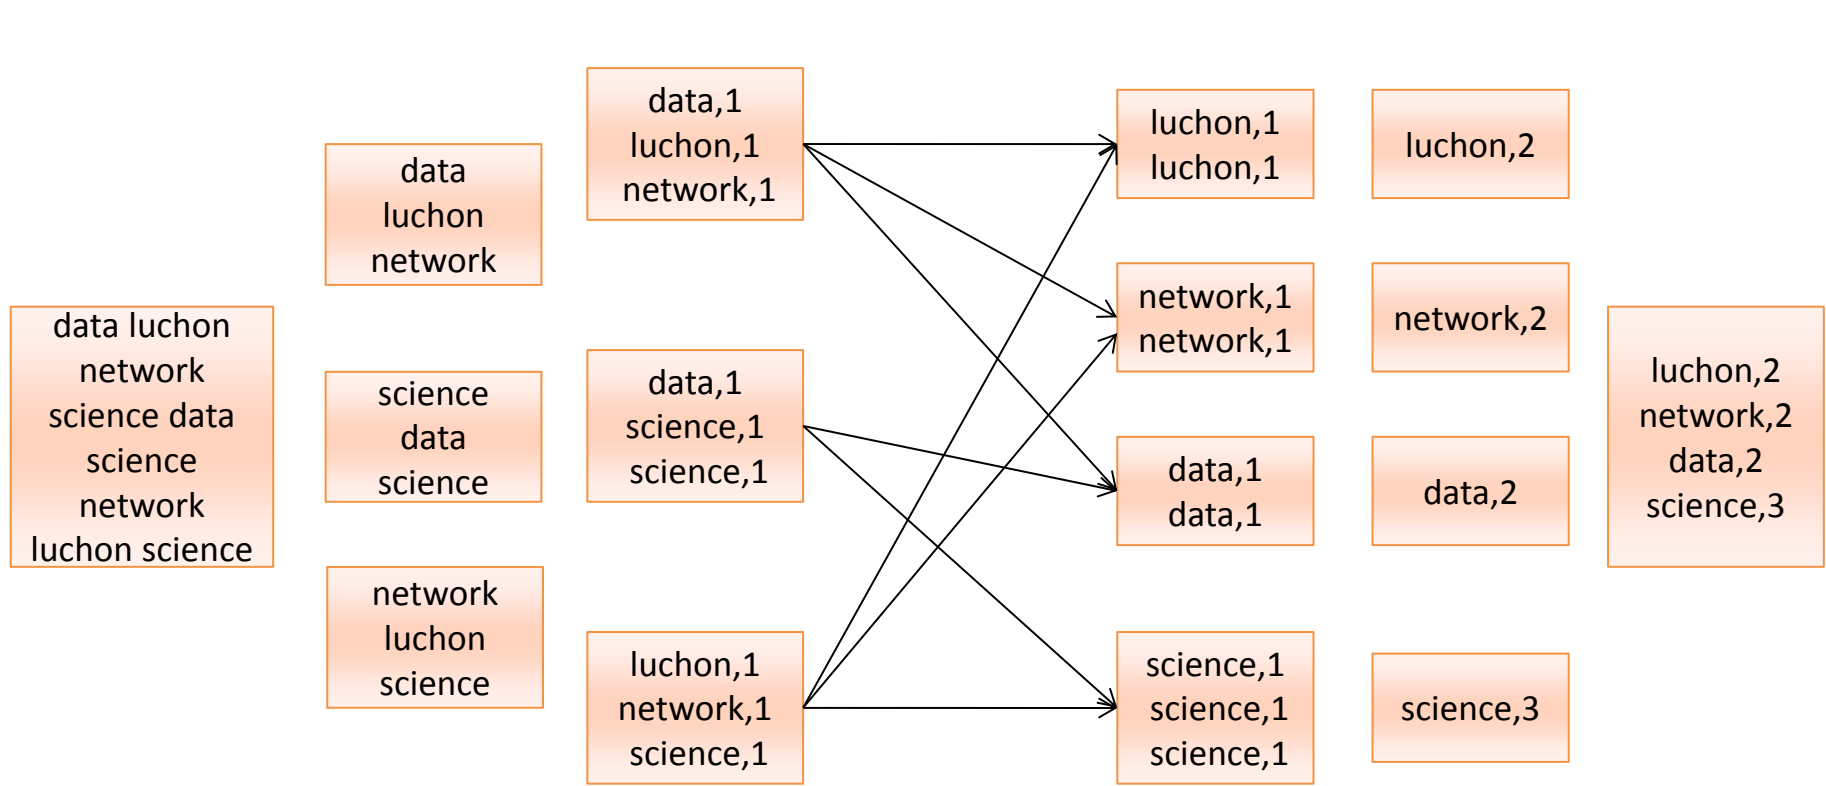 data luchon
network
science data
science
network
luchon science
data
luchon
network
science
data
science
network
luchon
science
data,1
luchon,1
network,1
data,1
science,1
science,1
luchon,1
network,1
science,1
luchon,1
luchon,1
network,1
network,1
data,1
data,1
science,1
science,1
science,1
luchon,2
network,2
data,2
science,3
luchon,2
network,2
data,2
science,3